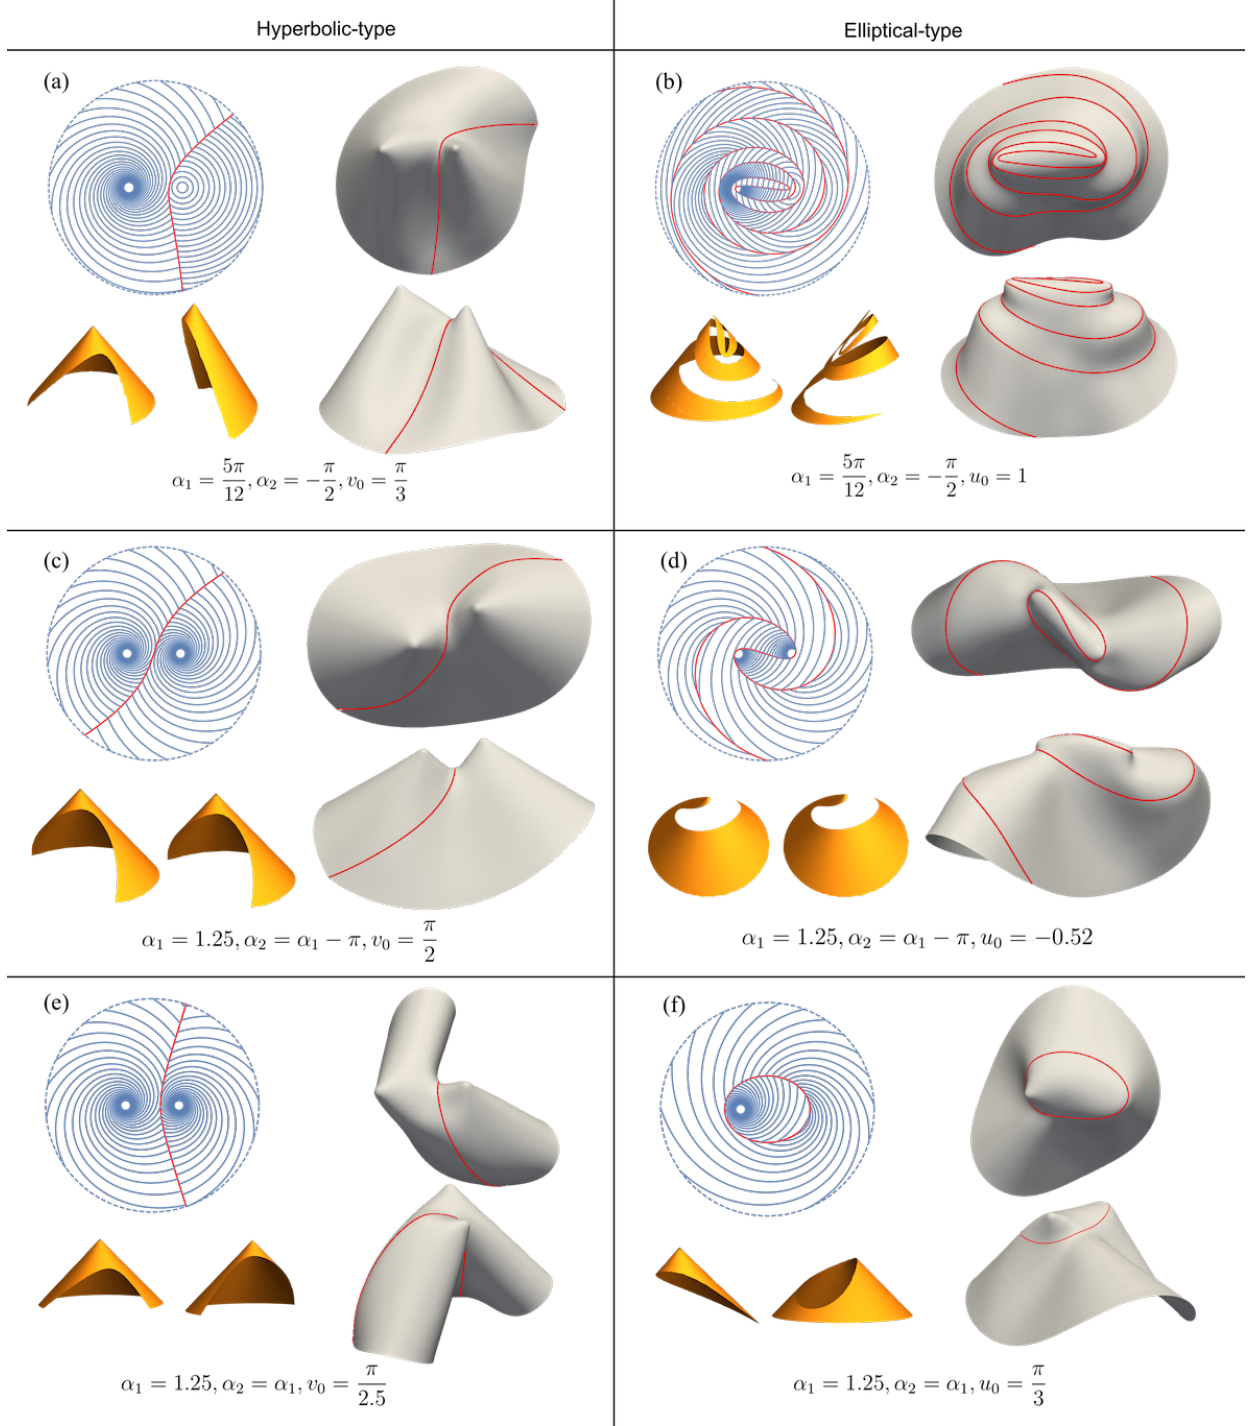 Hyperbolic-type
Elliptical-type
(a)
(b)
α₁ = 5π/12, α₂ = −π/2, v₀ = π/3
α₁ = 5π/12, α₂ = −π/2, u₀ = 1
(c)
(d)
α₁ = 1.25, α₂ = α₁ − π, v₀ = π/2
α₁ = 1.25, α₂ = α₁ − π, u₀ = −0.52
(e)
(f)
α₁ = 1.25, α₂ = α₁, v₀ = π/2.5
α₁ = 1.25, α₂ = α₁, u₀ = π/3